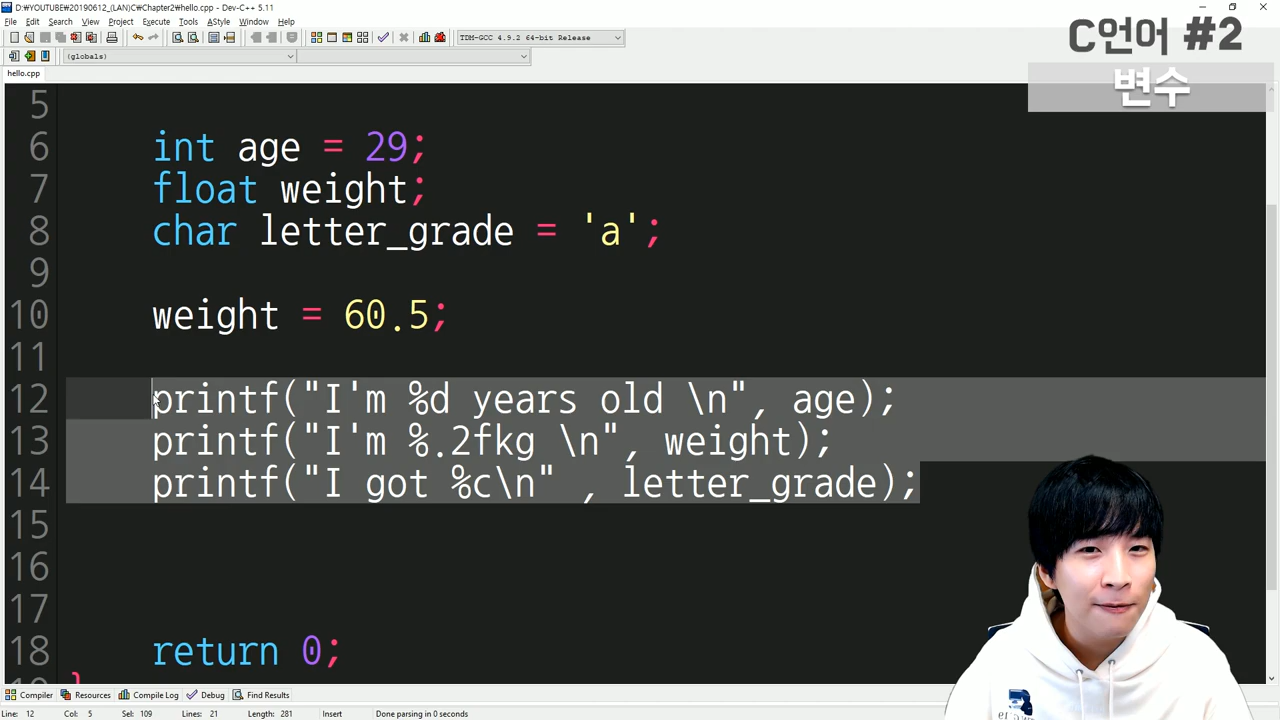 D:\YOUTUBE\20190612_(LAN)C\Chapter2\hello.cpp - Dev-C++ 5.11
File Edit Search View Project Execute Tools AStyle Window Help
TDM-GCC 4.9.2 64-bit Release
(globals)
hello.cpp
C언어 #2
변수
5
6 int age = 29;
7 float weight;
8 char letter_grade = 'a';
9
10 weight = 60.5;
11
12 printf("I'm %d years old \n", age);
13 printf("I'm %.2fkg \n", weight);
14 printf("I got %c\n" , letter_grade);
15
16
17
18 return 0;
}
Compiler Resources Compile Log Debug Find Results
Line: 12 Col: 5 Sel: 109 Lines: 21 Length: 281 Insert Done parsing in 0 seconds